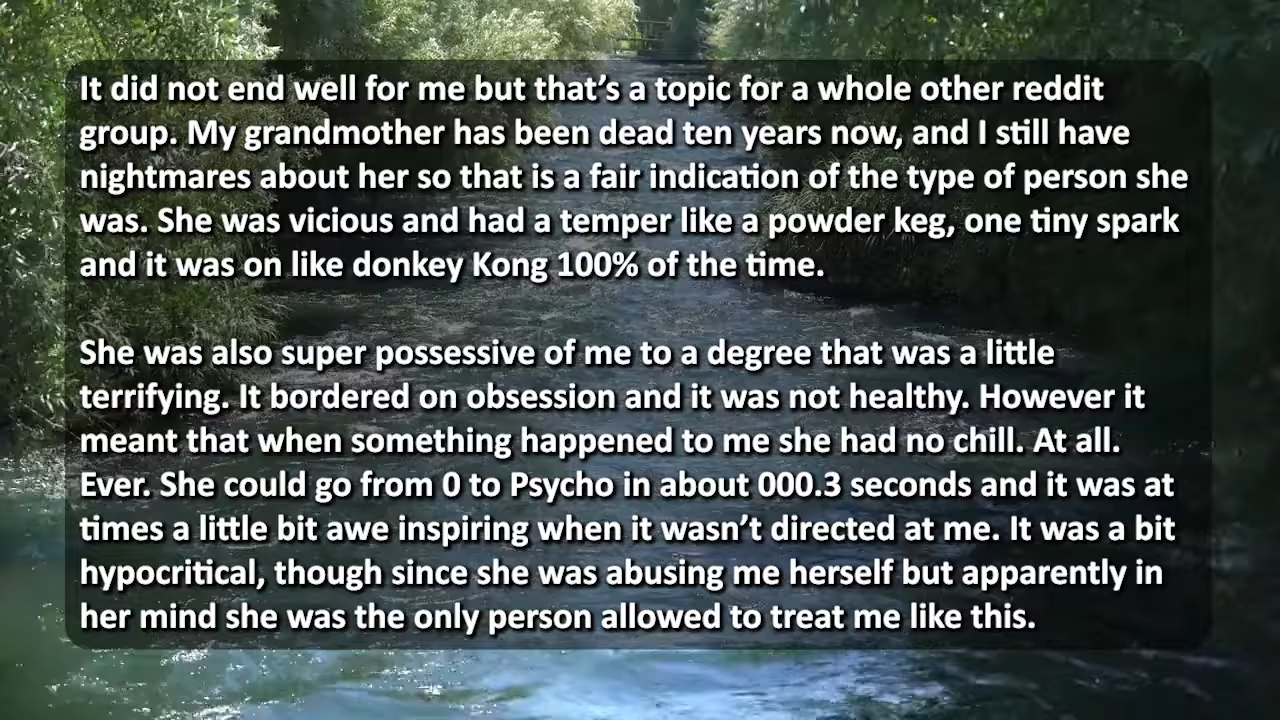 It did not end well for me but that’s a topic for a whole other reddit
group. My grandmother has been dead ten years now, and I still have
nightmares about her so that is a fair indication of the type of person she
was. She was vicious and had a temper like a powder keg, one tiny spark
and it was on like donkey Kong 100% of the time.
She was also super possessive of me to a degree that was a little
terrifying. It bordered on obsession and it was not healthy. However it
meant that when something happened to me she had no chill. At all.
Ever. She could go from 0 to Psycho in about 000.3 seconds and it was at
times a little bit awe inspiring when it wasn’t directed at me. It was a bit
hypocritical, though since she was abusing me herself but apparently in
her mind she was the only person allowed to treat me like this.